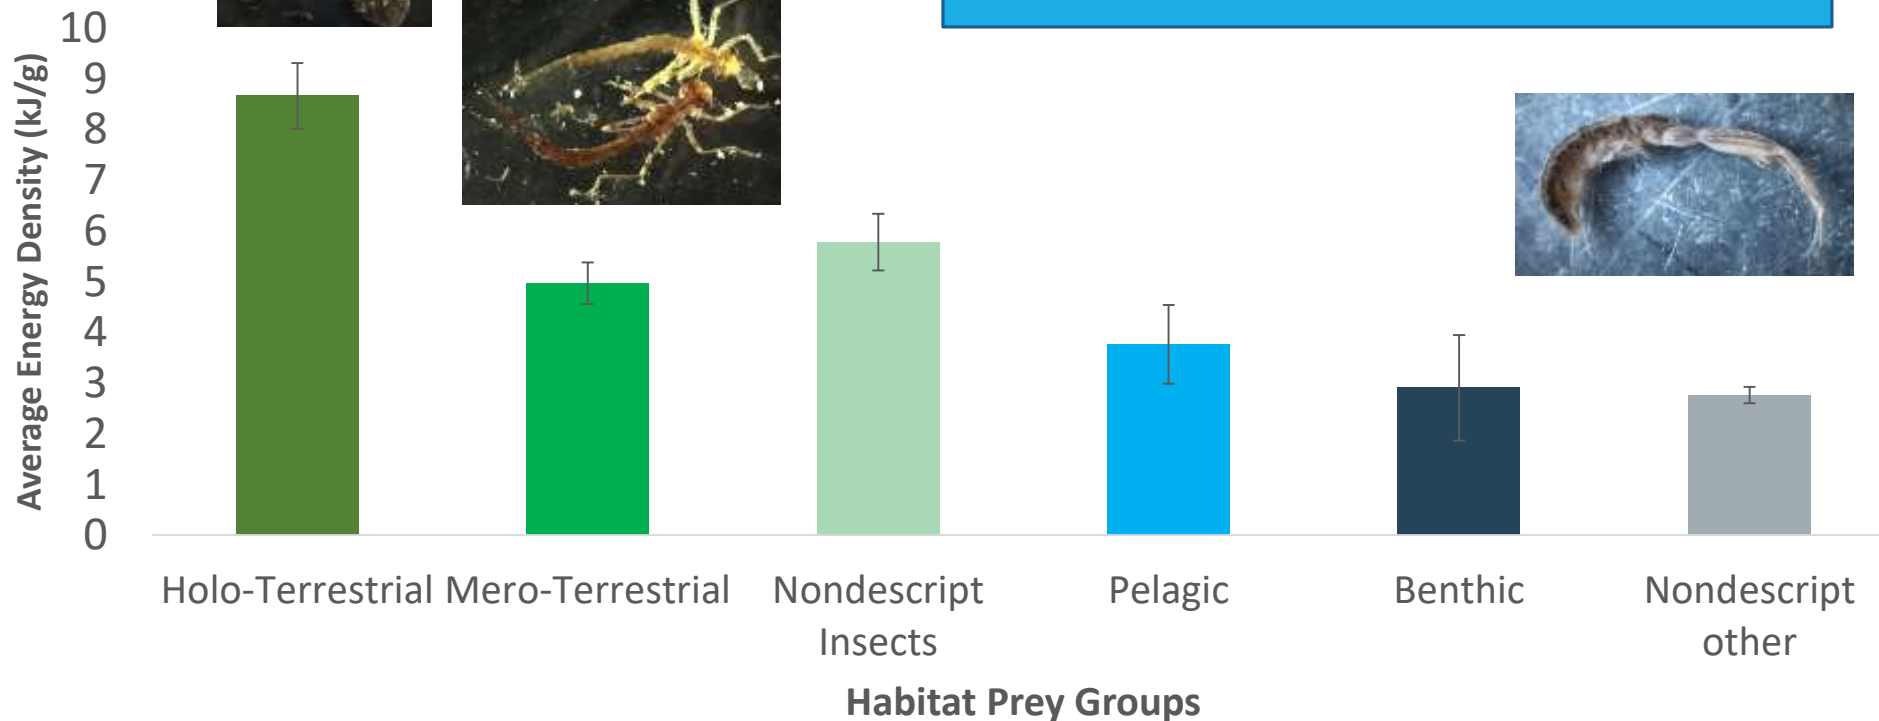 Average Energy Density (kJ/g)
10
9
8
7
6
5
4
3
2
1
0
Holo-Terrestrial
Mero-Terrestrial
Nondescript
Insects
Pelagic
Benthic
Nondescript
other
Habitat Prey Groups